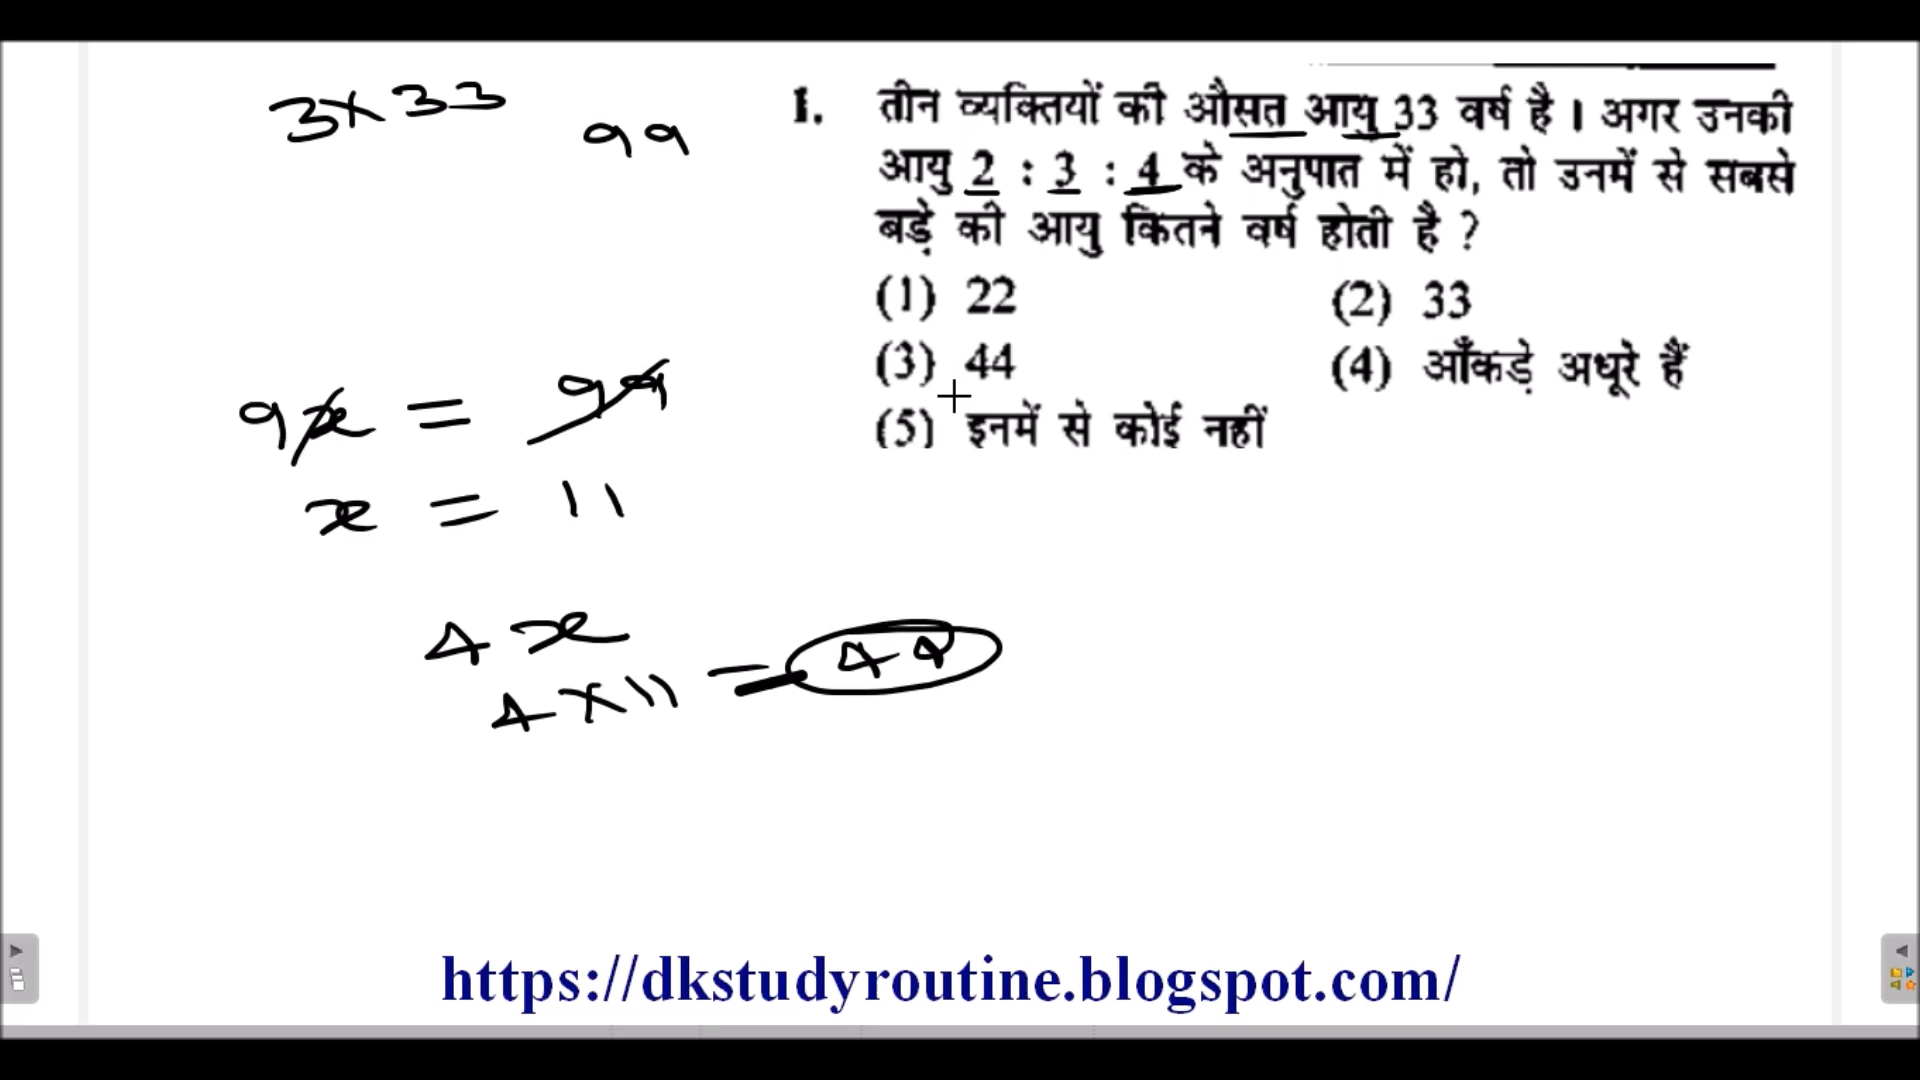 3×33
99
1. तीन व्यक्तियों की औसत आयु 33 वर्ष है । अगर उनकी
आयु 2 : 3 : 4 के अनुपात में हो, तो उनमें से सबसे
बड़े की आयु कितने वर्ष होती है ?
(1) 22 (2) 33
(3) 44 (4) आँकड़े अधूरे हैं
(5) इनमें से कोई नहीं
9x = 99
x = 11
4x
4×11 = 44
https://dkstudyroutine.blogspot.com/